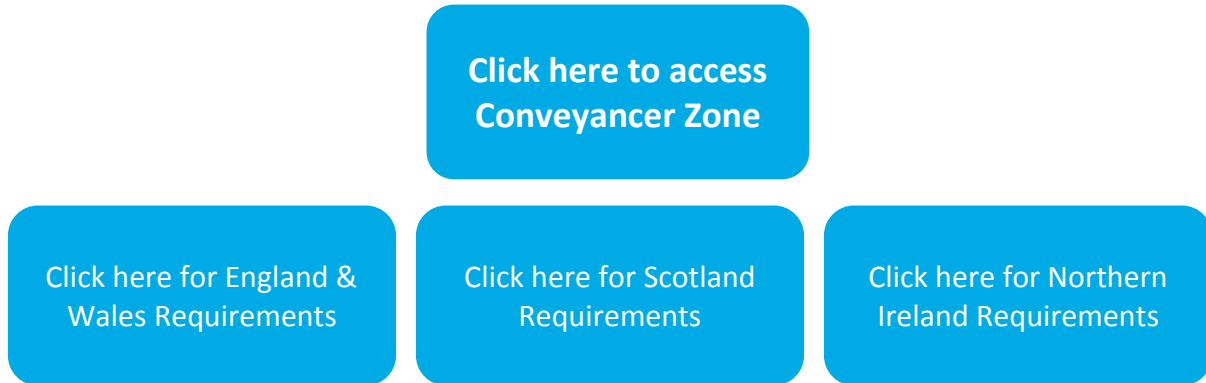 Click here to access
Conveyancer Zone
Click here for England &
Wales Requirements
Click here for Scotland
Requirements
Click here for Northern
Ireland Requirements